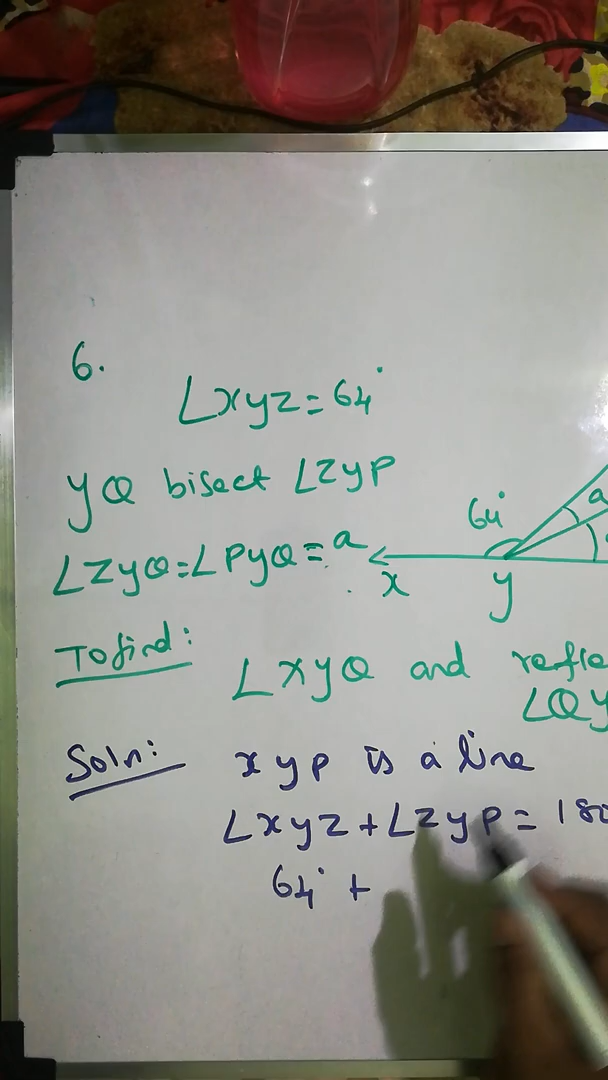 6.
∠xyz = 64°
yQ bisect ∠ZyP
∠ZyQ = ∠PyQ = a
64°
a
x
y
To find:
∠XyQ and refle
∠Qy
Soln:
xyp is a line
∠xyz + ∠zyp = 180
64° +